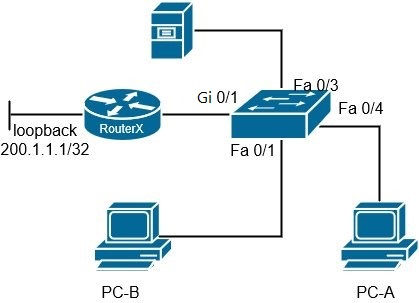 Fa 0/3
Gi 0/1
Fa 0/4
RouterX
loopback
200.1.1.1/32
Fa 0/1
PC-B
PC-A